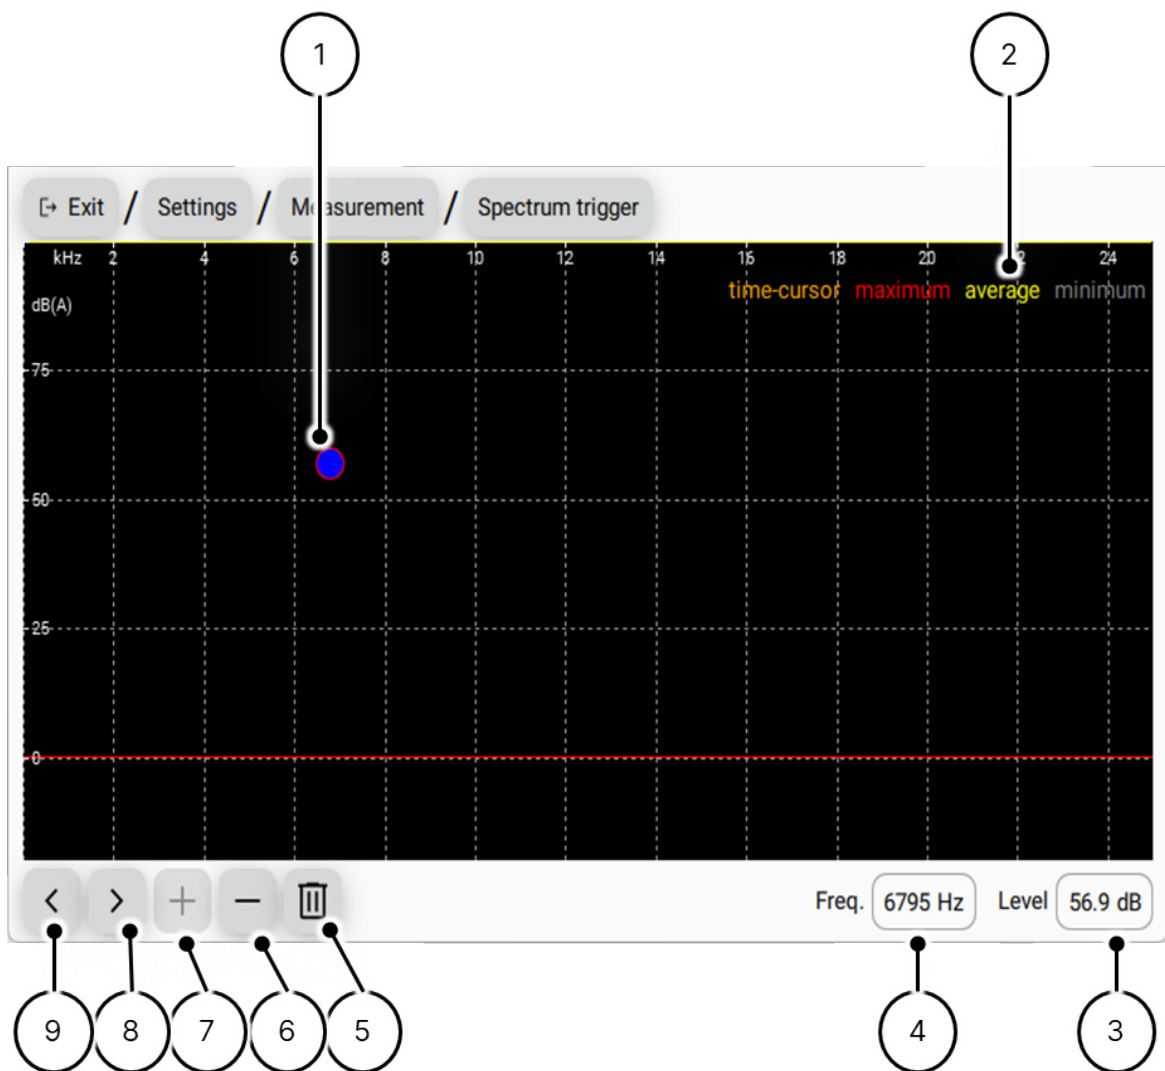 1 2
Exit / Settings / Measurement / Spectrum trigger
kHz 2 4 6 8 10 12 14 16 18 20 22 24
time-cursor maximum average minimum
dB(A)
75
50
25
0
< > + − Freq. 6795 Hz Level 56.9 dB
9 8 7 6 5 4 3